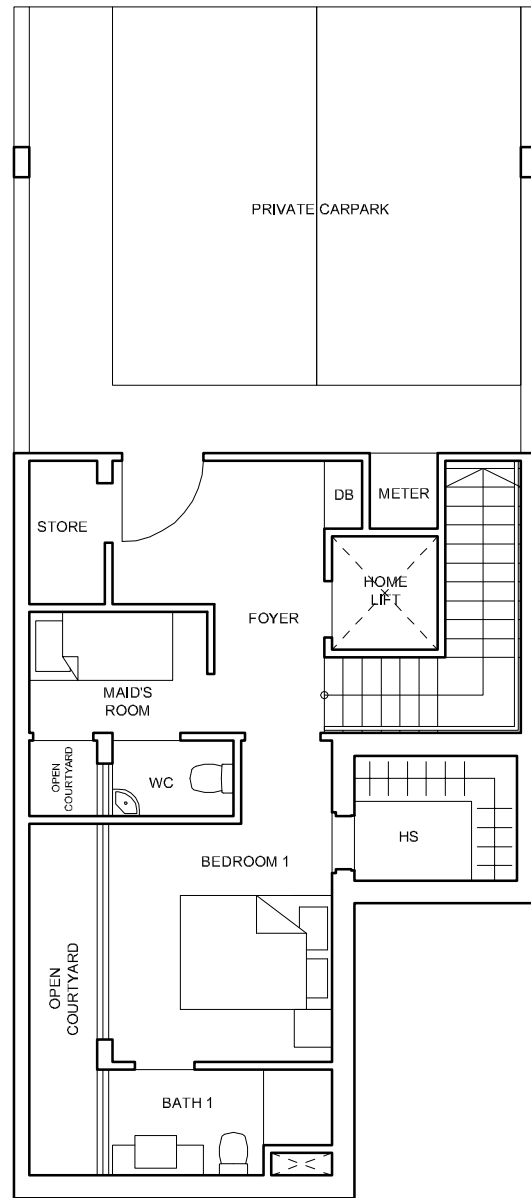 PRIVATE CARPARK
DB
METER
STORE
HOME
LIFT
FOYER
MAID'S
ROOM
OPEN
COURTYARD
WC
HS
BEDROOM 1
OPEN
COURTYARD
BATH 1